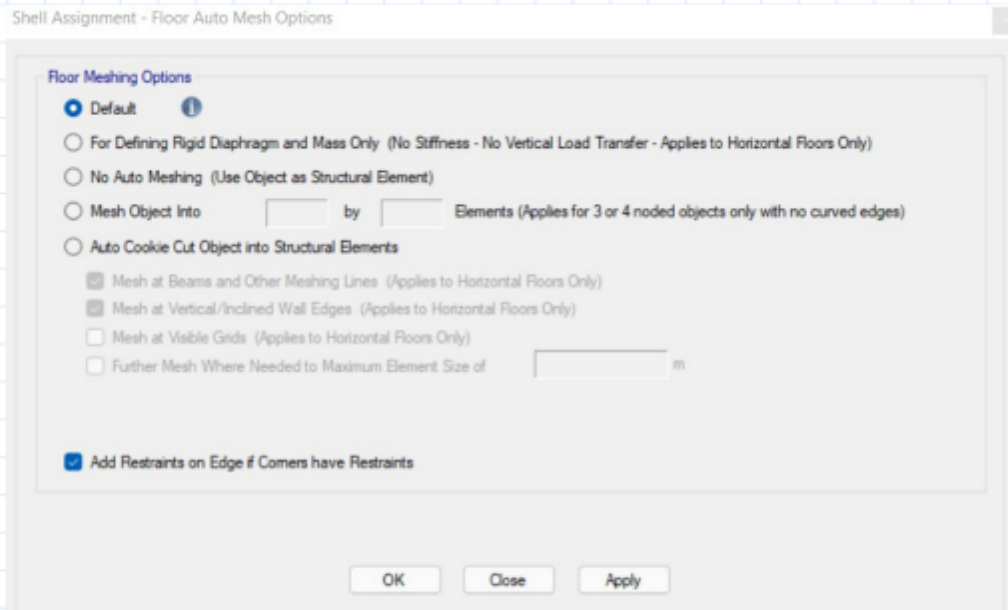 Shell Assignment - Floor Auto Mesh Options
Floor Meshing Options
Default
For Defining Rigid Diaphragm and Mass Only (No Stiffness - No Vertical Load Transfer - Applies to Horizontal Floors Only)
No Auto Meshing (Use Object as Structural Element)
Mesh Object Into by Elements (Applies for 3 or 4 noded objects only with no curved edges)
Auto Cookie Cut Object into Structural Elements
Mesh at Beams and Other Meshing Lines (Applies to Horizontal Floors Only)
Mesh at Vertical/Inclined Wall Edges (Applies to Horizontal Floors Only)
Mesh at Visible Grids (Applies to Horizontal Floors Only)
Further Mesh Where Needed to Maximum Element Size of m
Add Restraints on Edge if Corners have Restraints
OK Close Apply